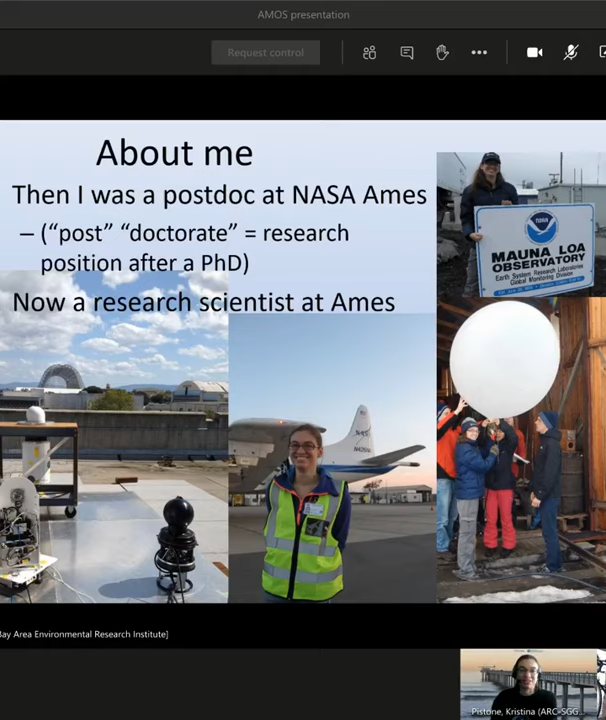 AMOS presentation
Request control
About me
Then I was a postdoc at NASA Ames
– ("post" "doctorate" = research
position after a PhD)
Now a research scientist at Ames
NOAA
MAUNA LOA
OBSERVATORY
Earth System Research Laboratories
Global Monitoring Division
Bay Area Environmental Research Institute]
Pistone, Kristina (ARC-SGG...